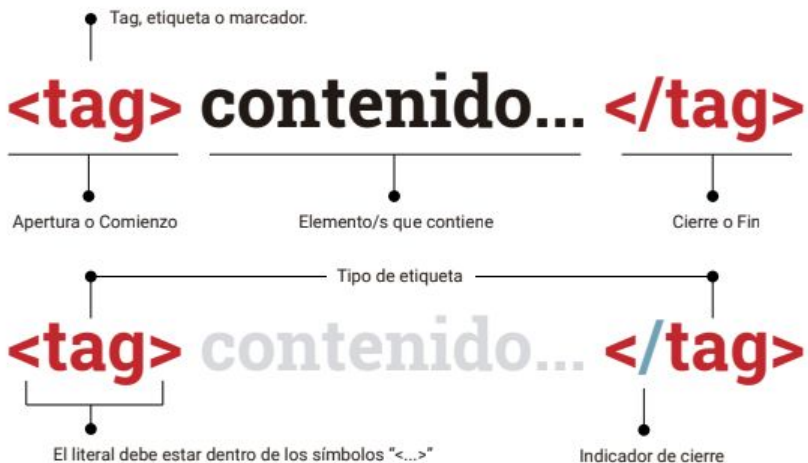 Tag, etiqueta o marcador.
<tag> contenido... </tag>
Apertura o Comienzo Elemento/s que contiene Cierre o Fin
Tipo de etiqueta
<tag> contenido... </tag>
El literal debe estar dentro de los símbolos “<...>” Indicador de cierre